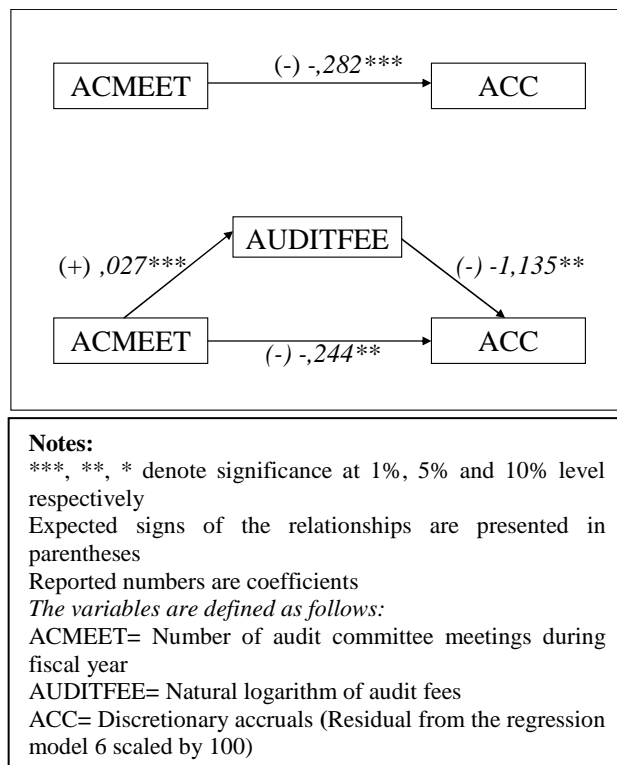 (-) -,282***
ACMEET
ACC
AUDITFEE
(+) ,027***
(-) -1,135**
ACMEET
ACC
(-) -,244**
Notes:
***, **, * denote significance at 1%, 5% and 10% level
respectively
Expected signs of the relationships are presented in
parentheses
Reported numbers are coefficients
The variables are defined as follows:
ACMEET= Number of audit committee meetings during
fiscal year
AUDITFEE= Natural logarithm of audit fees
ACC= Discretionary accruals (Residual from the regression
model 6 scaled by 100)